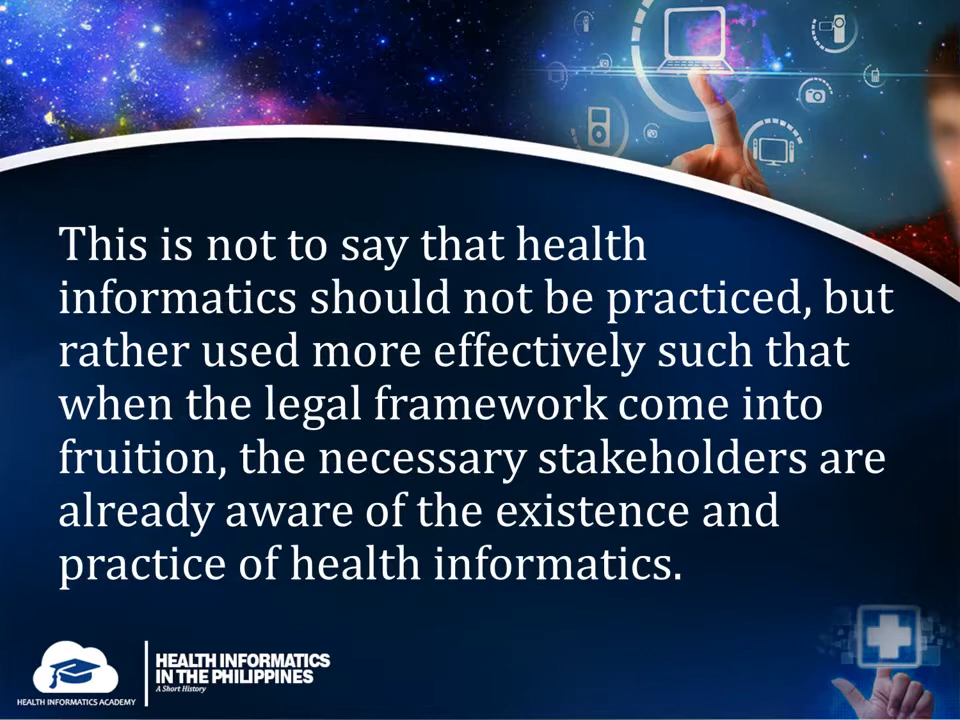 This is not to say that health
informatics should not be practiced, but
rather used more effectively such that
when the legal framework come into
fruition, the necessary stakeholders are
already aware of the existence and
practice of health informatics.
HEALTH INFORMATICS ACADEMY
HEALTH INFORMATICS
IN THE PHILIPPINES
A Short History